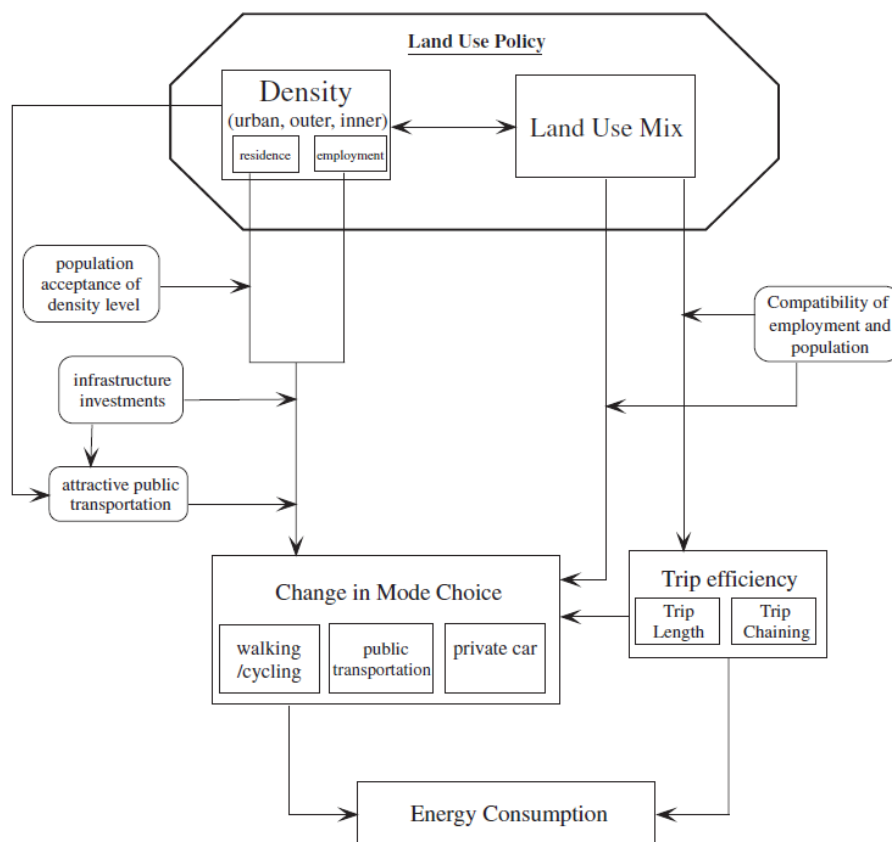 Land Use Policy
Density
(urban, outer, inner)
residence
employment
Land Use Mix
population
acceptance of
density level
Compatibility of
employment and
population
infrastructure
investments
attractive public
transportation
Change in Mode Choice
walking
/cycling
public
transportation
private car
Trip efficiency
Trip
Length
Trip
Chaining
Energy Consumption